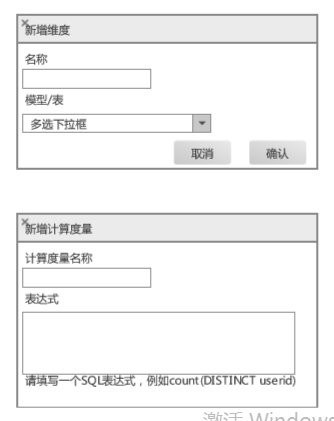 新增维度
名称
模型/表
多选下拉框
取消
确认
新增计算度量
计算度量名称
表达式
请填写一个SQL表达式，例如count(DISTINCT userid)
激活 Windows